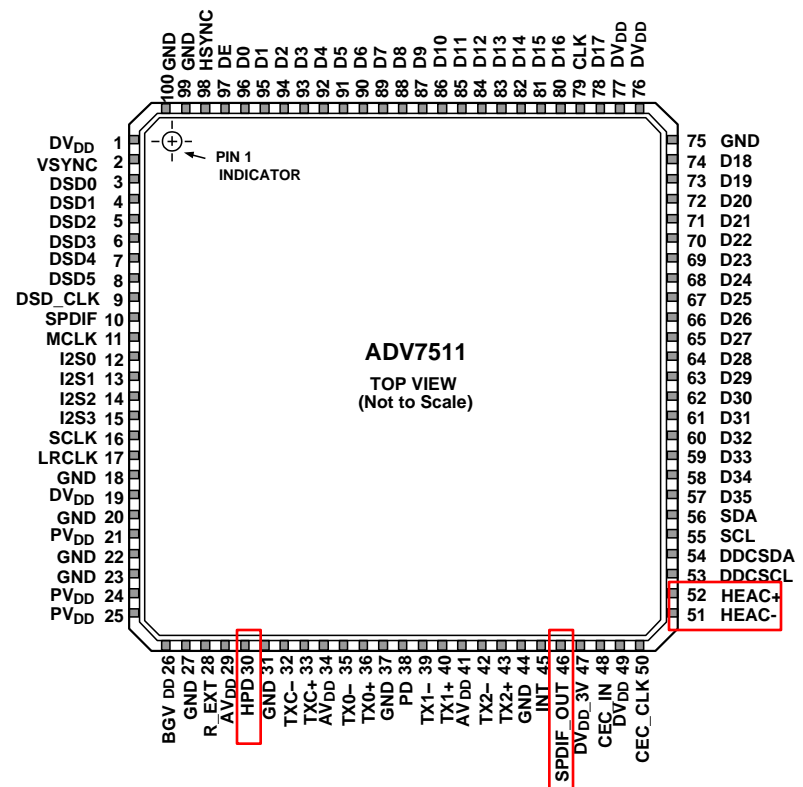 100 GND
99 GND
98 HSYNC
97 DE
96 D0
95 D1
94 D2
93 D3
92 D4
91 D5
90 D6
89 D7
88 D8
87 D9
86 D10
85 D11
84 D12
83 D13
82 D14
81 D15
80 D16
79 CLK
78 D17
77 DVDD
76 DVDD
DVDD 1
VSYNC 2
DSD0 3
DSD1 4
DSD2 5
DSD3 6
DSD4 7
DSD5 8
DSD_CLK 9
SPDIF 10
MCLK 11
I2S0 12
I2S1 13
I2S2 14
I2S3 15
SCLK 16
LRCLK 17
GND 18
DVDD 19
GND 20
PVDD 21
GND 22
GND 23
PVDD 24
PVDD 25
PIN 1
INDICATOR
ADV7511
TOP VIEW
(Not to Scale)
75 GND
74 D18
73 D19
72 D20
71 D21
70 D22
69 D23
68 D24
67 D25
66 D26
65 D27
64 D28
63 D29
62 D30
61 D31
60 D32
59 D33
58 D34
57 D35
56 SDA
55 SCL
54 DDCSDA
53 DDCSCL
52 HEAC+
51 HEAC-
BGV DD 26
GND 27
R_EXT 28
AVDD 29
HPD 30
GND 31
TXC– 32
TXC+ 33
AVDD 34
TX0– 35
TX0+ 36
GND 37
PD 38
TX1– 39
TX1+ 40
AVDD 41
TX2– 42
TX2+ 43
GND 44
INT 45
SPDIF_OUT 46
DVDD_3V 47
CEC_IN 48
DVDD 49
CEC_CLK 50